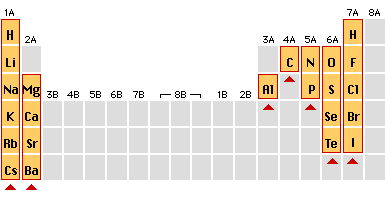 1A 7A 8A
H H
2A 3A 4A 5A 6A
Li C N O F
Na Mg 3B 4B 5B 6B 7B 8B 1B 2B Al P S Cl
K Ca Se Br
Rb Sr Te I
Cs Ba